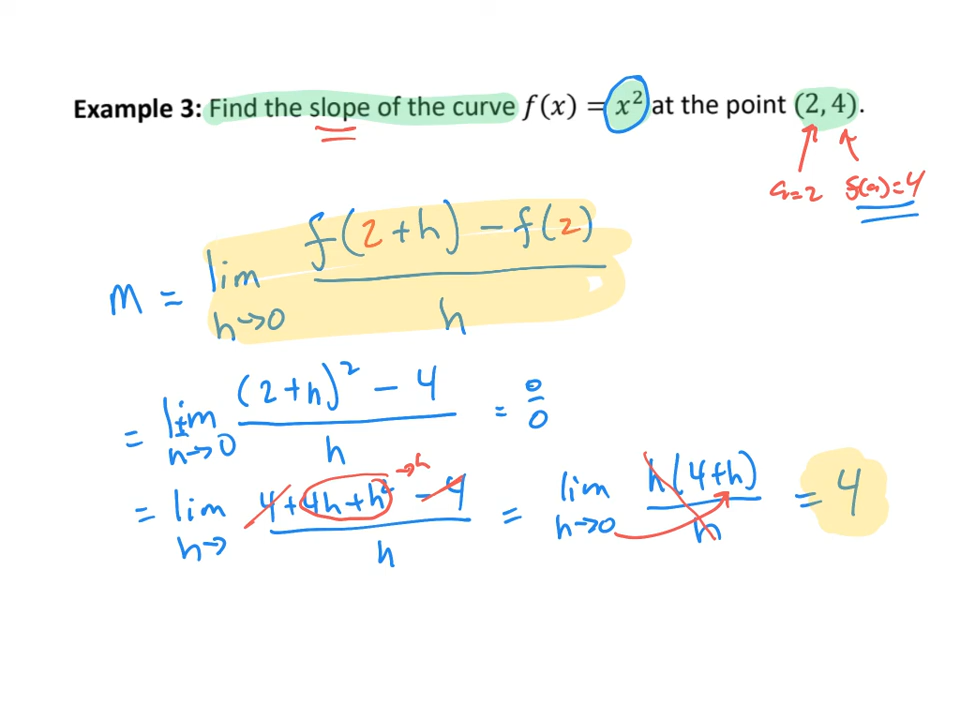 Example 3: Find the slope of the curve f(x) = x² at the point (2, 4).
a=2 f(a)=4
m = lim h→0 f(2+h) − f(2) / h
= lim h→0 (2+h)² − 4 / h = 0/0
= lim h→ 4+4h+h² −4 / h →h = lim h→0 h(4+h) / h = 4